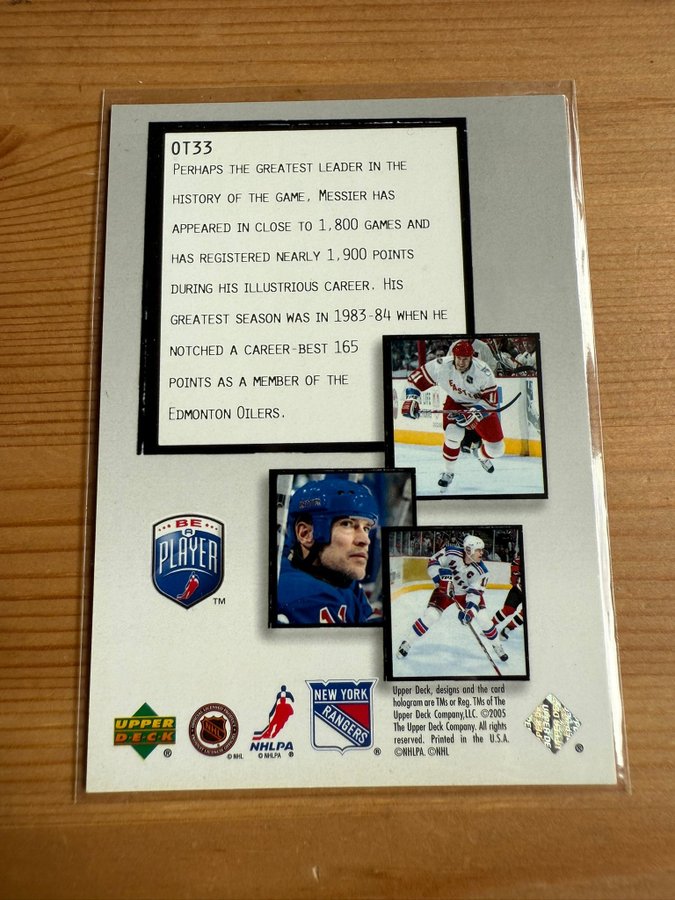 OT33
PERHAPS THE GREATEST LEADER IN THE
HISTORY OF THE GAME, MESSIER HAS
APPEARED IN CLOSE TO 1,800 GAMES AND
HAS REGISTERED NEARLY 1,900 POINTS
DURING HIS ILLUSTRIOUS CAREER. HIS
GREATEST SEASON WAS IN 1983-84 WHEN HE
NOTCHED A CAREER-BEST 165
POINTS AS A MEMBER OF THE
EDMONTON OILERS.
BE
A
PLAYER
TM
UPPER
DECK
®
NHL
© NHL
NHLPA
© NHLPA
NEW YORK
RANGERS
®
Upper Deck, designs and the card
hologram are TMs or Reg. TMs of The
Upper Deck Company,LLC. ©2005
The Upper Deck Company. All rights
reserved. Printed in the U.S.A.
©NHLPA. ©NHL
®